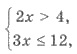 2x > 4,
3x ≤ 12,